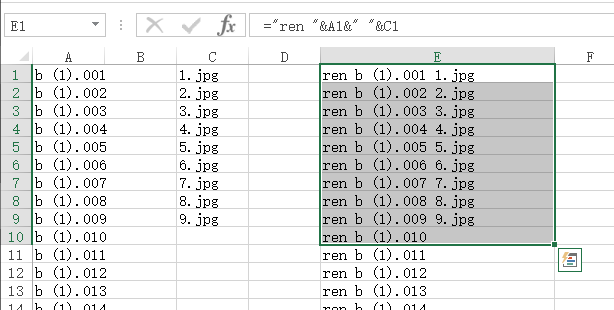 E1 fx ="ren "&A1&" "&C1
A B C D E F
1 b (1).001 1.jpg ren b (1).001 1.jpg
2 b (1).002 2.jpg ren b (1).002 2.jpg
3 b (1).003 3.jpg ren b (1).003 3.jpg
4 b (1).004 4.jpg ren b (1).004 4.jpg
5 b (1).005 5.jpg ren b (1).005 5.jpg
6 b (1).006 6.jpg ren b (1).006 6.jpg
7 b (1).007 7.jpg ren b (1).007 7.jpg
8 b (1).008 8.jpg ren b (1).008 8.jpg
9 b (1).009 9.jpg ren b (1).009 9.jpg
10 b (1).010 ren b (1).010
11 b (1).011 ren b (1).011
12 b (1).012 ren b (1).012
13 b (1).013 ren b (1).013
14 b (1).014 ren b (1).014